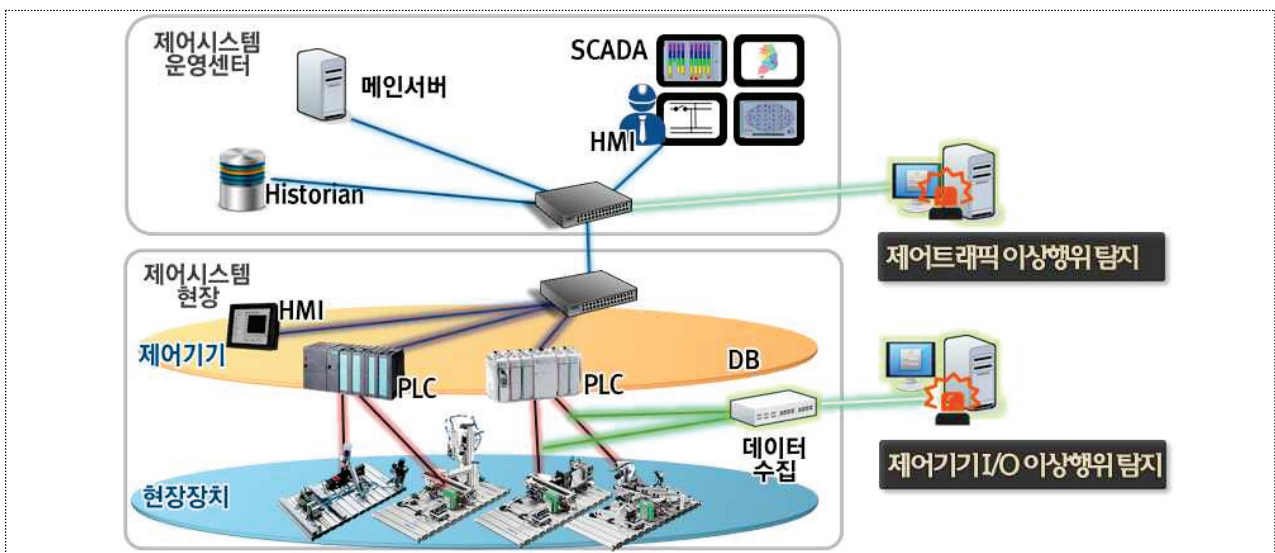 제어시스템
운영센터
메인서버
SCADA
HMI
Historian
제어트래픽 이상행위 탐지
제어시스템
현장
HMI
제어기기
PLC
PLC
DB
데이터
수집
현장장치
제어기기 I/O 이상행위 탐지